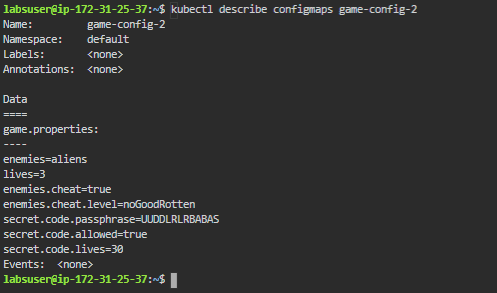 labsuser@ip-172-31-25-37:~$ kubectl describe configmaps game-config-2
Name:         game-config-2
Namespace:    default
Labels:       <none>
Annotations:  <none>

Data
====
game.properties:
----
enemies=aliens
lives=3
enemies.cheat=true
enemies.cheat.level=noGoodRotten
secret.code.passphrase=UUDDLRLRBABAS
secret.code.allowed=true
secret.code.lives=30
Events:  <none>
labsuser@ip-172-31-25-37:~$